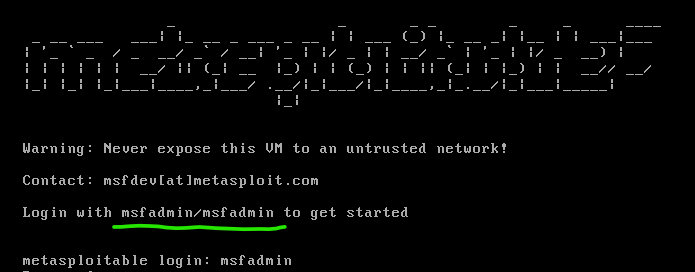 metasploitable2
Warning: Never expose this VM to an untrusted network!
Contact: msfdev[at]metasploit.com
Login with msfadmin/msfadmin to get started
metasploitable login: msfadmin